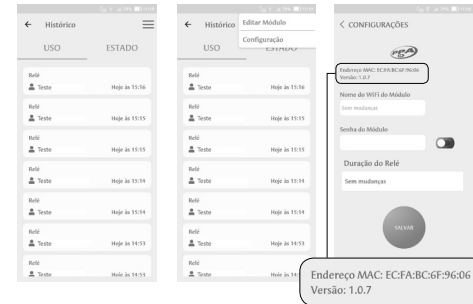 ← Histórico
USO ESTADO
Relé
Teste Hoje às 15:16
Relé
Teste Hoje às 15:15
Relé
Teste Hoje às 15:15
Relé
Teste Hoje às 15:14
Relé
Teste Hoje às 15:14
Relé
Teste Hoje às 14:53
Relé
Teste Hoje às 14:53
← Histórico
Editar Módulo
Configuração
USO ESTADO
Relé
Teste Hoje às 15:16
Relé
Teste Hoje às 15:15
Relé
Teste Hoje às 15:15
Relé
Teste Hoje às 15:14
Relé
Teste Hoje às 15:14
Relé
Teste Hoje às 14:53
Relé
Teste Hoje às 14:
< CONFIGURAÇÕES
PPA
Endereço MAC: EC:FA:BC:6F:96:06
Versão: 1.0.7
Nome do WiFi do Módulo
Sem mudanças
Senha do Módulo
Duração do Relé
Sem mudanças
SALVAR
Endereço MAC: EC:FA:BC:6F:96:06
Versão: 1.0.7